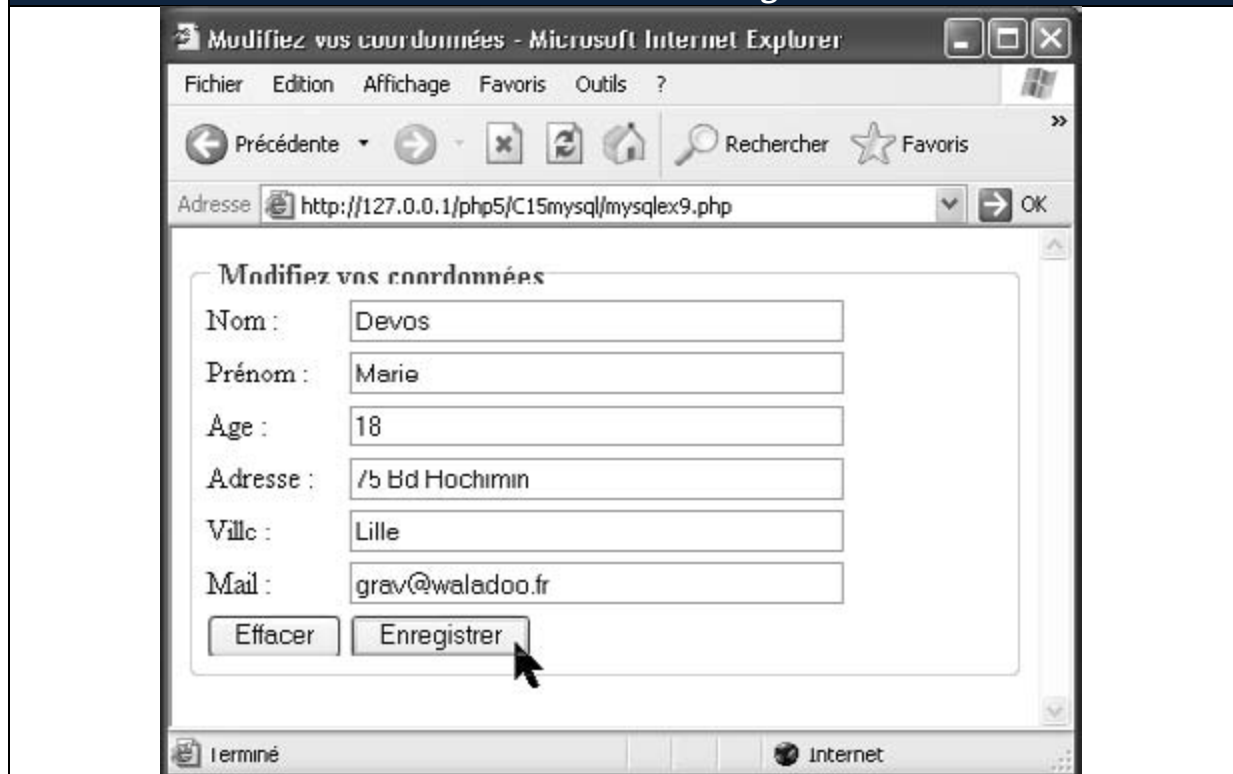 Modifiez vos coordonnées - Microsoft Internet Explorer
Fichier Edition Affichage Favoris Outils ?
Précédente Rechercher Favoris »
Adresse http://127.0.0.1/php5/C15mysql/mysqlex9.php OK
Modifiez vos coordonnées
Nom : Devos
Prénom : Marie
Age : 18
Adresse : 75 Bd Hochimin
Ville : Lille
Mail : grav@waladoo.fr
Effacer Enregistrer
Terminé Internet